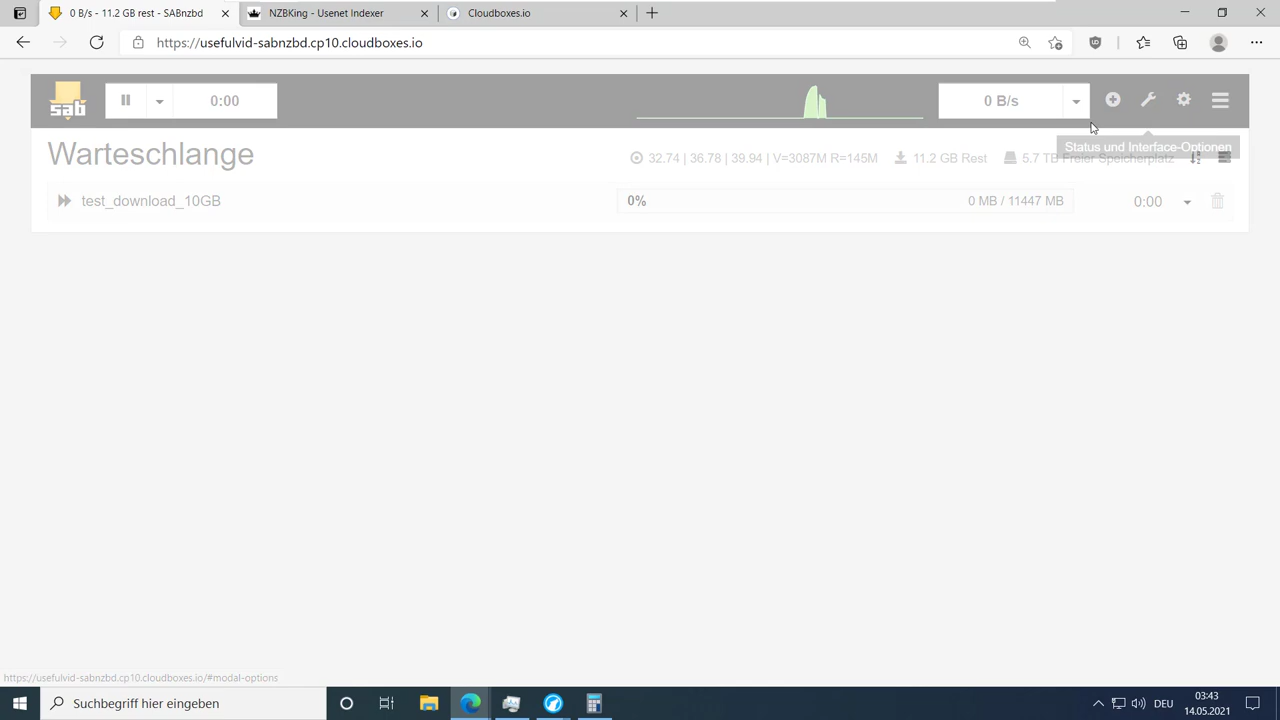 0 B/s - 11.2 GB rest - SABnzbd
NZBKing - Usenet Indexer
Cloudboxes.io
https://usefulvid-sabnzbd.cp10.cloudboxes.io
sab
0:00
0 B/s
Status und Interface-Optionen
Warteschlange
32.74 | 36.78 | 39.94 | V=3087M R=145M
11.2 GB Rest
5.7 TB Freier Speicherplatz
test_download_10GB
0%
0 MB / 11447 MB
0:00
https://usefulvid-sabnzbd.cp10.cloudboxes.io/#modal-options
Suchbegriff hier eingeben
DEU
03:43
14.05.2021